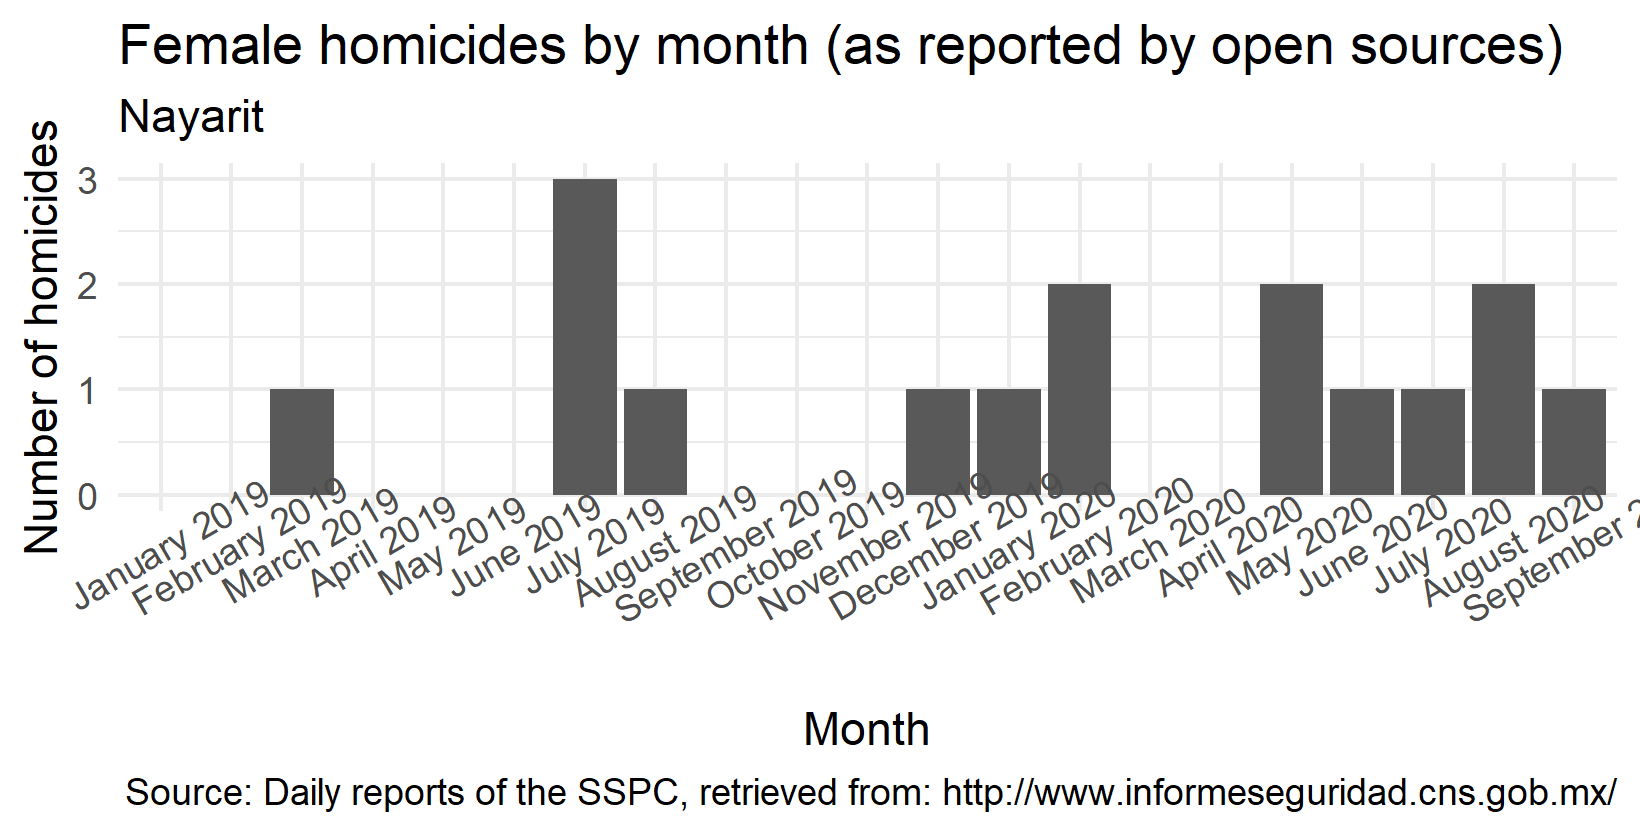 Female homicides by month (as reported by open sources)
Nayarit
Number of homicides
3
2
1
0
January 2019
February 2019
March 2019
April 2019
May 2019
June 2019
July 2019
August 2019
September 2019
October 2019
November 2019
December 2019
January 2020
February 2020
March 2020
April 2020
May 2020
June 2020
July 2020
August 2020
September 2
Month
Source: Daily reports of the SSPC, retrieved from: http://www.informeseguridad.cns.gob.mx/